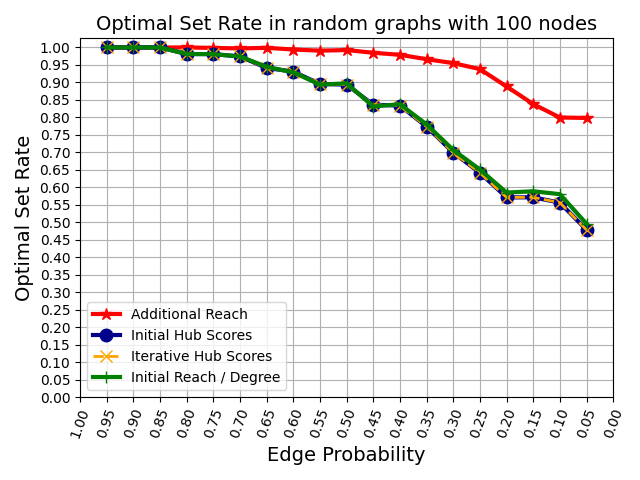 Optimal Set Rate in random graphs with 100 nodes
Optimal Set Rate
1.00
0.95
0.90
0.85
0.80
0.75
0.70
0.65
0.60
0.55
0.50
0.45
0.40
0.35
0.30
0.25
0.20
0.15
0.10
0.05
0.00
Additional Reach
Initial Hub Scores
Iterative Hub Scores
Initial Reach / Degree
1.00 0.95 0.90 0.85 0.80 0.75 0.70 0.65 0.60 0.55 0.50 0.45 0.40 0.35 0.30 0.25 0.20 0.15 0.10 0.05 0.00
Edge Probability